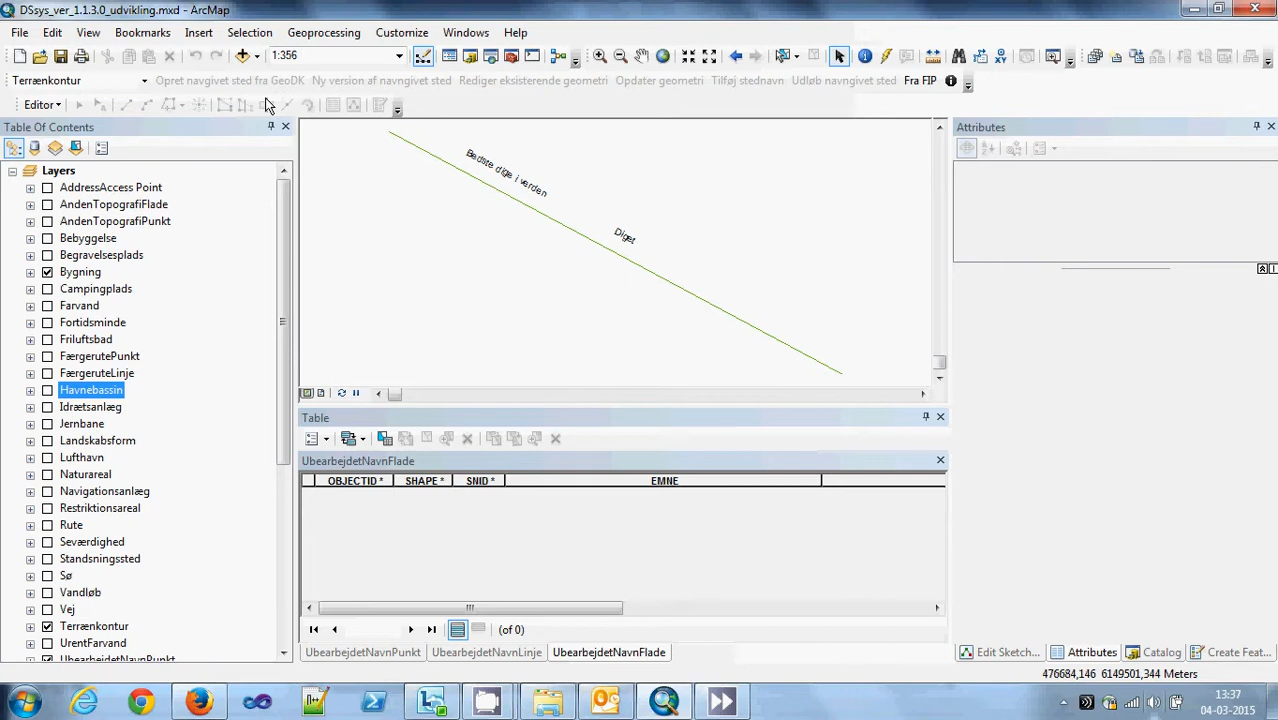 DSsys_ver_1.1.3.0_udvikling.mxd - ArcMap
File Edit View Bookmarks Insert Selection Geoprocessing Customize Windows Help
1:356
Terrænkontur Opret navgivet sted fra GeoDK Ny version af navngivet sted Rediger eksisterende geometri Opdater geometri Tilføj stednavn Udløb navngivet sted Fra FJP
Editor
Table Of Contents
Layers
AddressAccess Point
AndenTopografiFlade
AndenTopografiPunkt
Bebyggelse
Begravelsesplads
Bygning
Campingplads
Farvand
Fortidsminde
Friluftsbad
FærgerutePunkt
FærgeruteLinje
Havnebassin
Idrætsanlæg
Jernbane
Landskabsform
Lufthavn
Naturareal
Navigationsanlæg
Restriktionsareal
Rute
Seværdighed
Standsningssted
Sø
Vandløb
Vej
Terrænkontur
UrentFarvand
UbearbejdetNavnPunkt
Bedste dige i verden
Diget
Table
UbearbejdetNavnFlade
OBJECTID * SHAPE * SNID * EMNE
(of 0)
UbearbejdetNavnPunkt UbearbejdetNavnLinje UbearbejdetNavnFlade
Attributes
Edit Sketch... Attributes Catalog Create Feat...
476684,146 6149501,344 Meters
13:37
04-03-2015